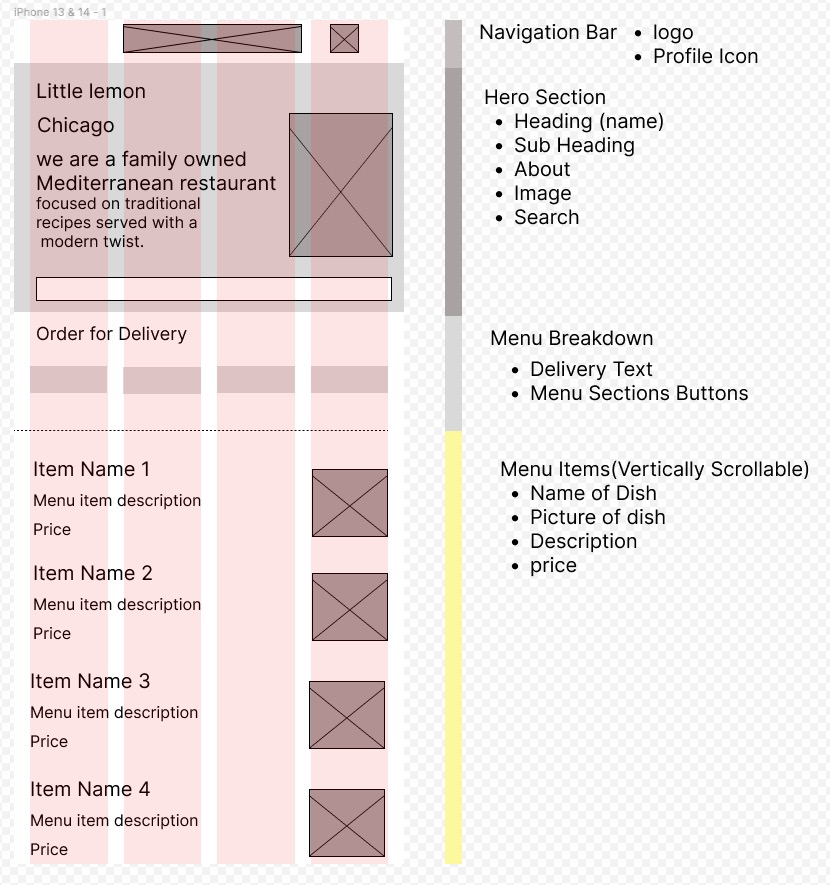 iPhone 13 & 14 - 1
Little lemon
Chicago
we are a family owned
Mediterranean restaurant
focused on traditional
recipes served with a
modern twist.
Order for Delivery
Item Name 1
Menu item description
Price
Item Name 2
Menu item description
Price
Item Name 3
Menu item description
Price
Item Name 4
Menu item description
Price
Navigation Bar
• logo
• Profile Icon
Hero Section
• Heading (name)
• Sub Heading
• About
• Image
• Search
Menu Breakdown
• Delivery Text
• Menu Sections Buttons
Menu Items(Vertically Scrollable)
• Name of Dish
• Picture of dish
• Description
• price